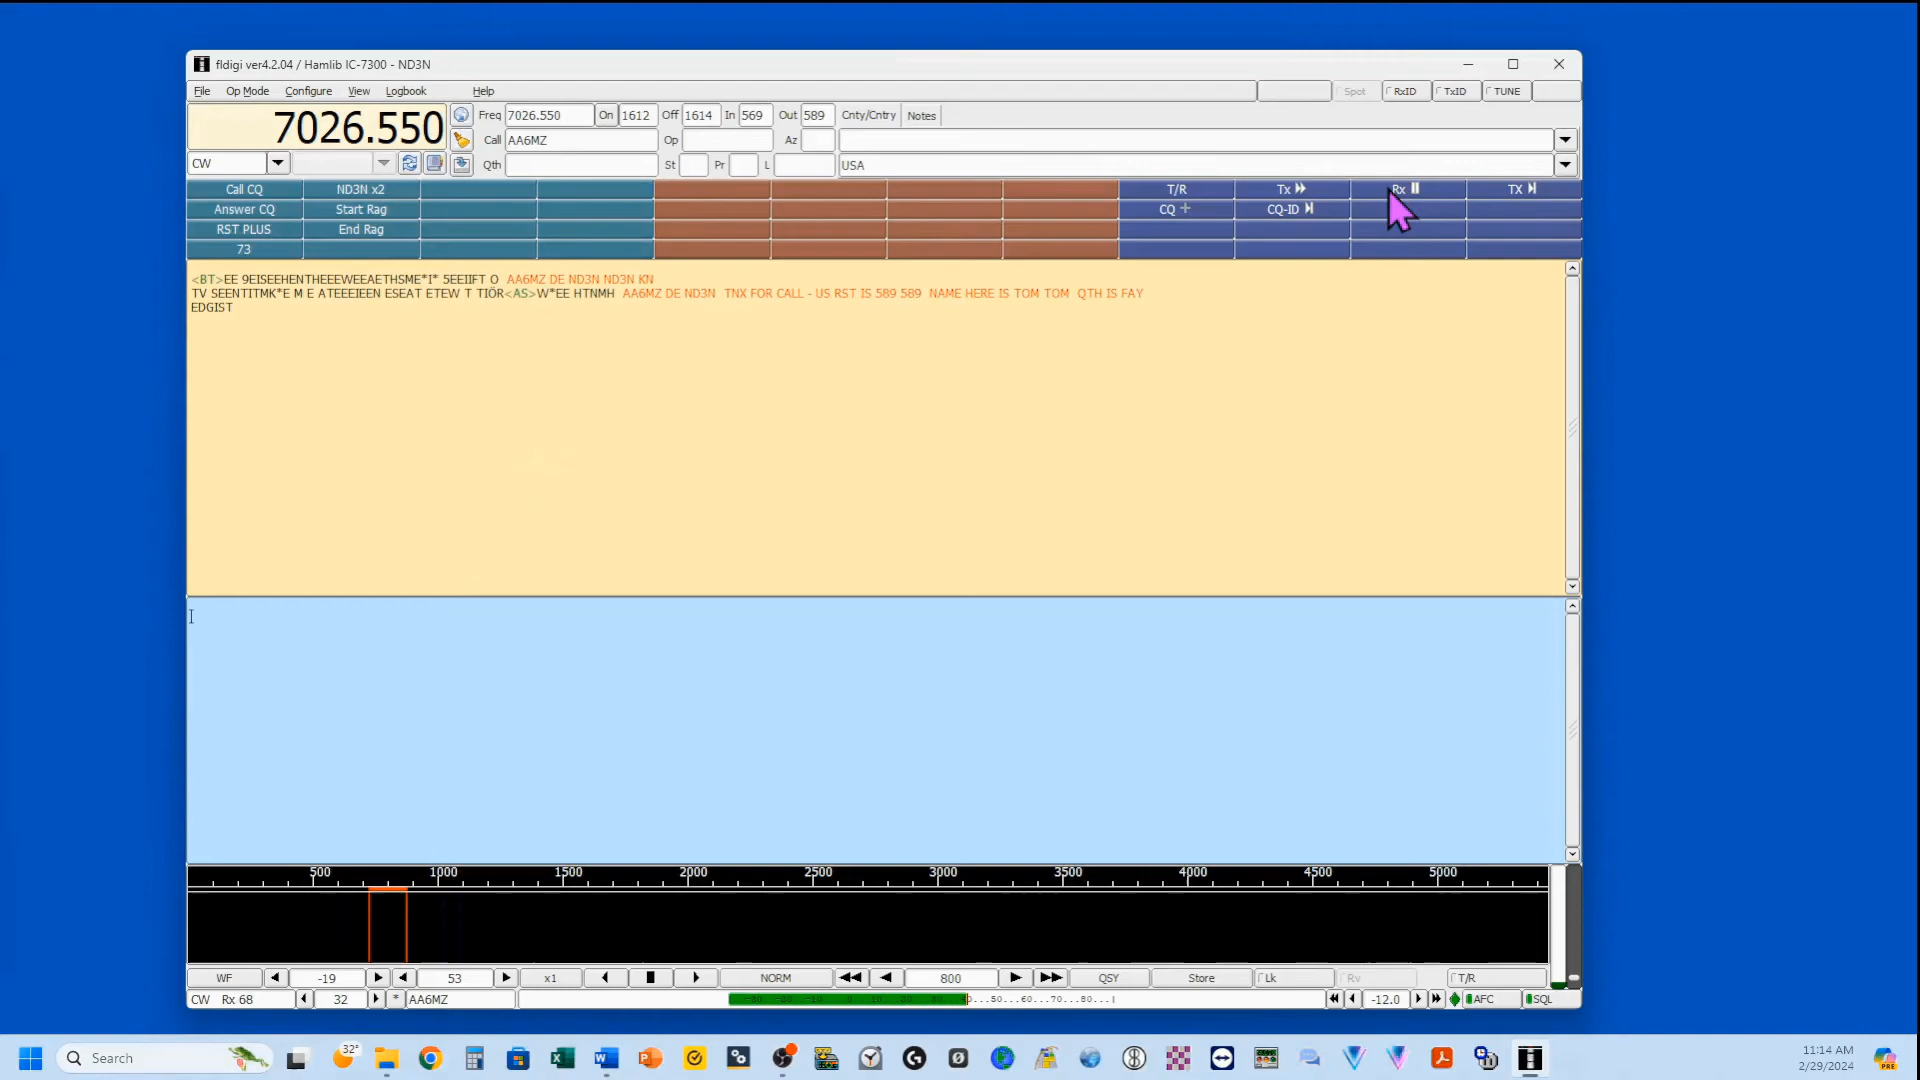 fldigi ver4.2.04 / Hamlib IC-7300 - ND3N
File Op Mode Configure View Logbook Help
Spot RxID TxID TUNE
7026.550
Freq 7026.550 On 1612 Off 1614 In 569 Out 589 Cnty/Cntry Notes
Call AA6MZ Op Az
CW
Qth St Pr L USA
Call CQ ND3N x2 T/R Tx Rx TX
Answer CQ Start Rag CQ CQ-ID
RST PLUS End Rag
73
<BT>EE 9EISEEHENTHEEEWEEAETHSME*I* 5EEIIFT O AA6MZ DE ND3N ND3N KN
TV SEENTITMK*E M E ATEEEIEEN ESEAT ETEW T TIÖR<AS>W*EE HTNMH AA6MZ DE ND3N TNX FOR CALL - US RST IS 589 589 NAME HERE IS TOM TOM QTH IS FAY
EDGIST
500 1000 1500 2000 2500 3000 3500 4000 4500 5000
WF -19 53 x1 NORM 800 QSY Store Lk Rv T/R
CW Rx 68 32 * AA6MZ -12.0 AFC SQL
Search 32° 11:14 AM
2/29/2024